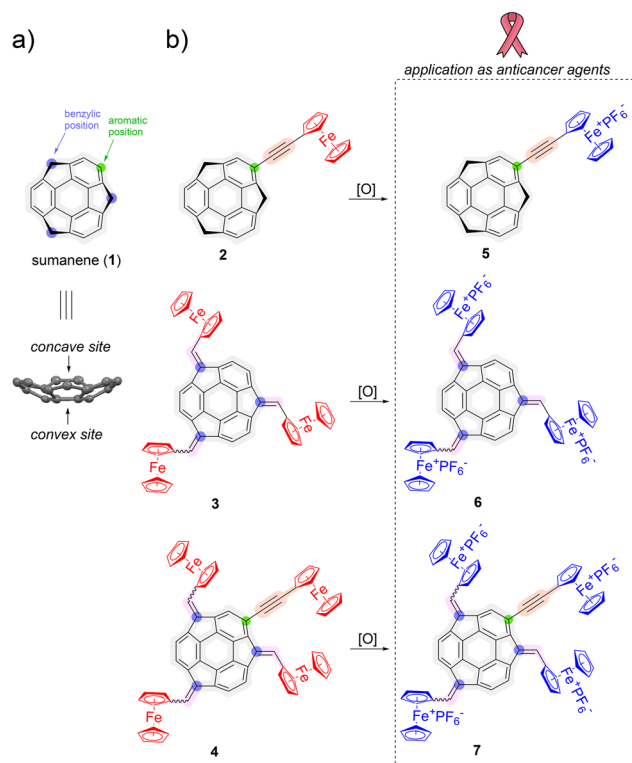 a)
b)
application as anticancer agents
benzylic
position
aromatic
position
Fe
Fe+PF6-
[O]
sumanene (1)
2
5
concave site
convex site
Fe
Fe
Fe
Fe+PF6-
Fe+PF6-
Fe+PF6-
[O]
3
6
Fe
Fe
Fe
Fe
Fe+PF6-
Fe+PF6-
Fe+PF6-
Fe+PF6-
[O]
4
7